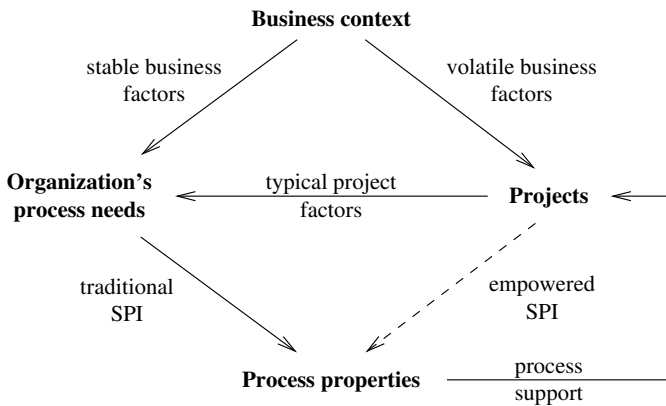 Business context
stable business
factors
volatile business
factors
Organization's
process needs
typical project
factors
Projects
traditional
SPI
empowered
SPI
Process properties
process
support